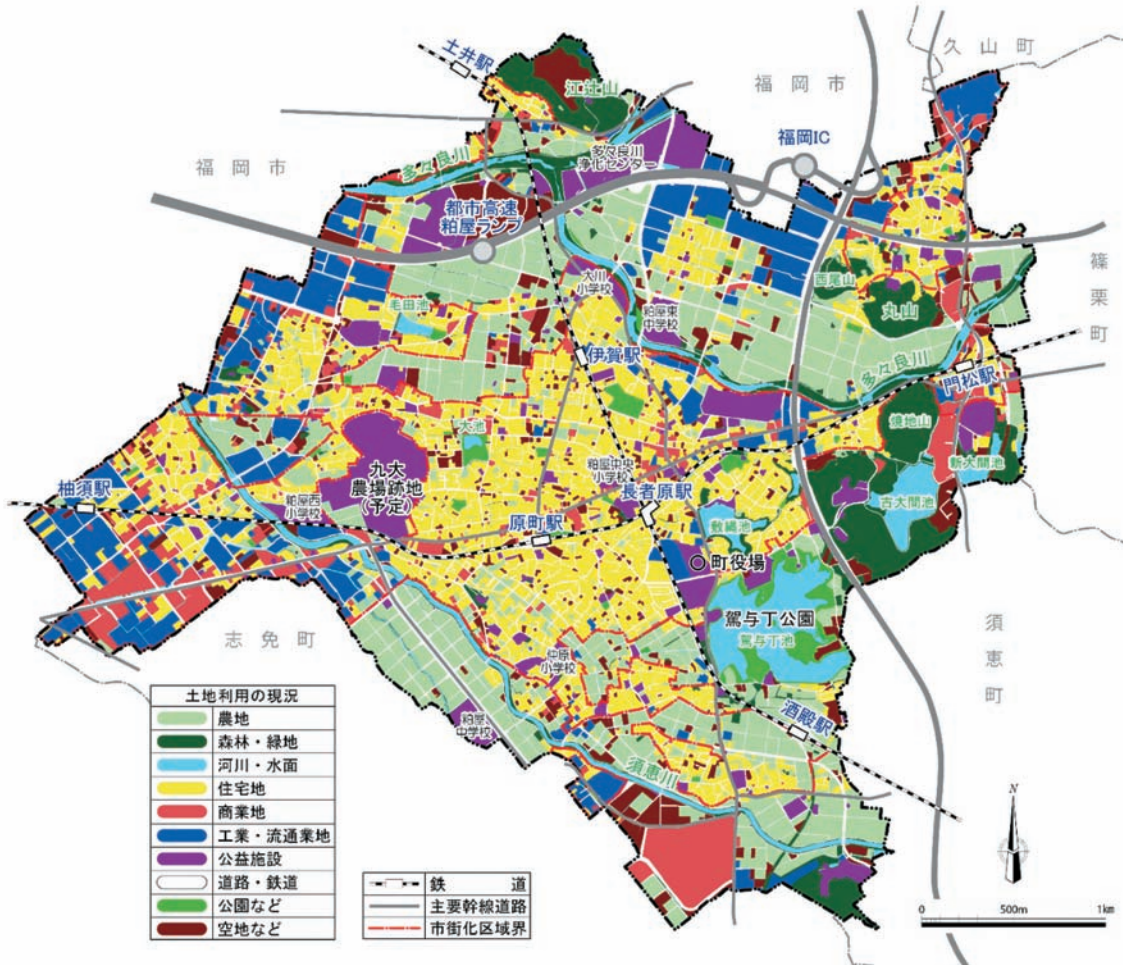 土井駅
江辻山
久山町
福岡市
福岡IC
福岡市
多々良川
多々良川
浄化センター
都市高速
粕屋ランプ
篠栗町
大川
小学校
西尾山
丸山
毛田池
粕屋東
中学校
伊賀駅
多々良川
門松駅
大池
九大
農場跡地
(予定)
粕屋中央
小学校
新大間池
古大間池
柚須駅
粕屋西
小学校
長者原駅
原町駅
敷縄池
町役場
駕与丁公園
駕与丁池
志免町
須恵町
仲原
小学校
粕屋
中学校
酒殿駅
須恵川
土地利用の現況
農地
森林・緑地
河川・水面
住宅地
商業地
工業・流通業地
公益施設
道路・鉄道
公園など
空地など
鉄道
主要幹線道路
市街化区域界
N
0 500m 1km